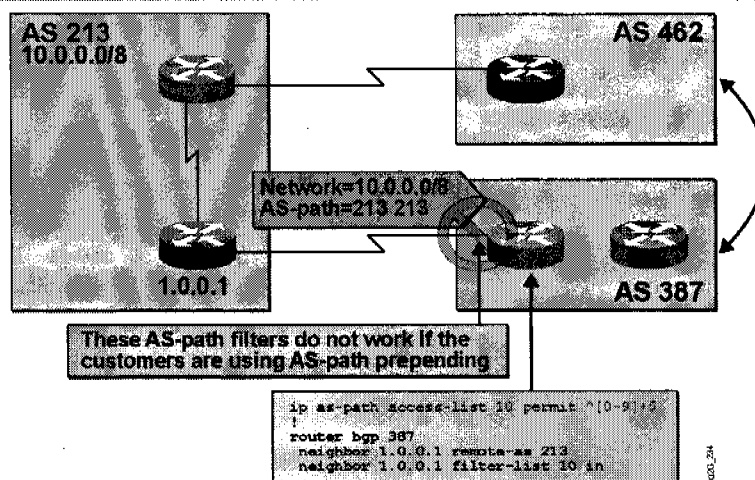 AS 213
10.0.0.0/8
AS 462
Network=10.0.0.0/8
AS-path=213 213
1.0.0.1
AS 387
These AS-path filters do not work if the
customers are using AS-path prepending
ip as-path access-list 10 permit ^[0-9]+$
!
router bgp 387
neighbor 1.0.0.1 remote-as 213
neighbor 1.0.0.1 filter-list 10 in